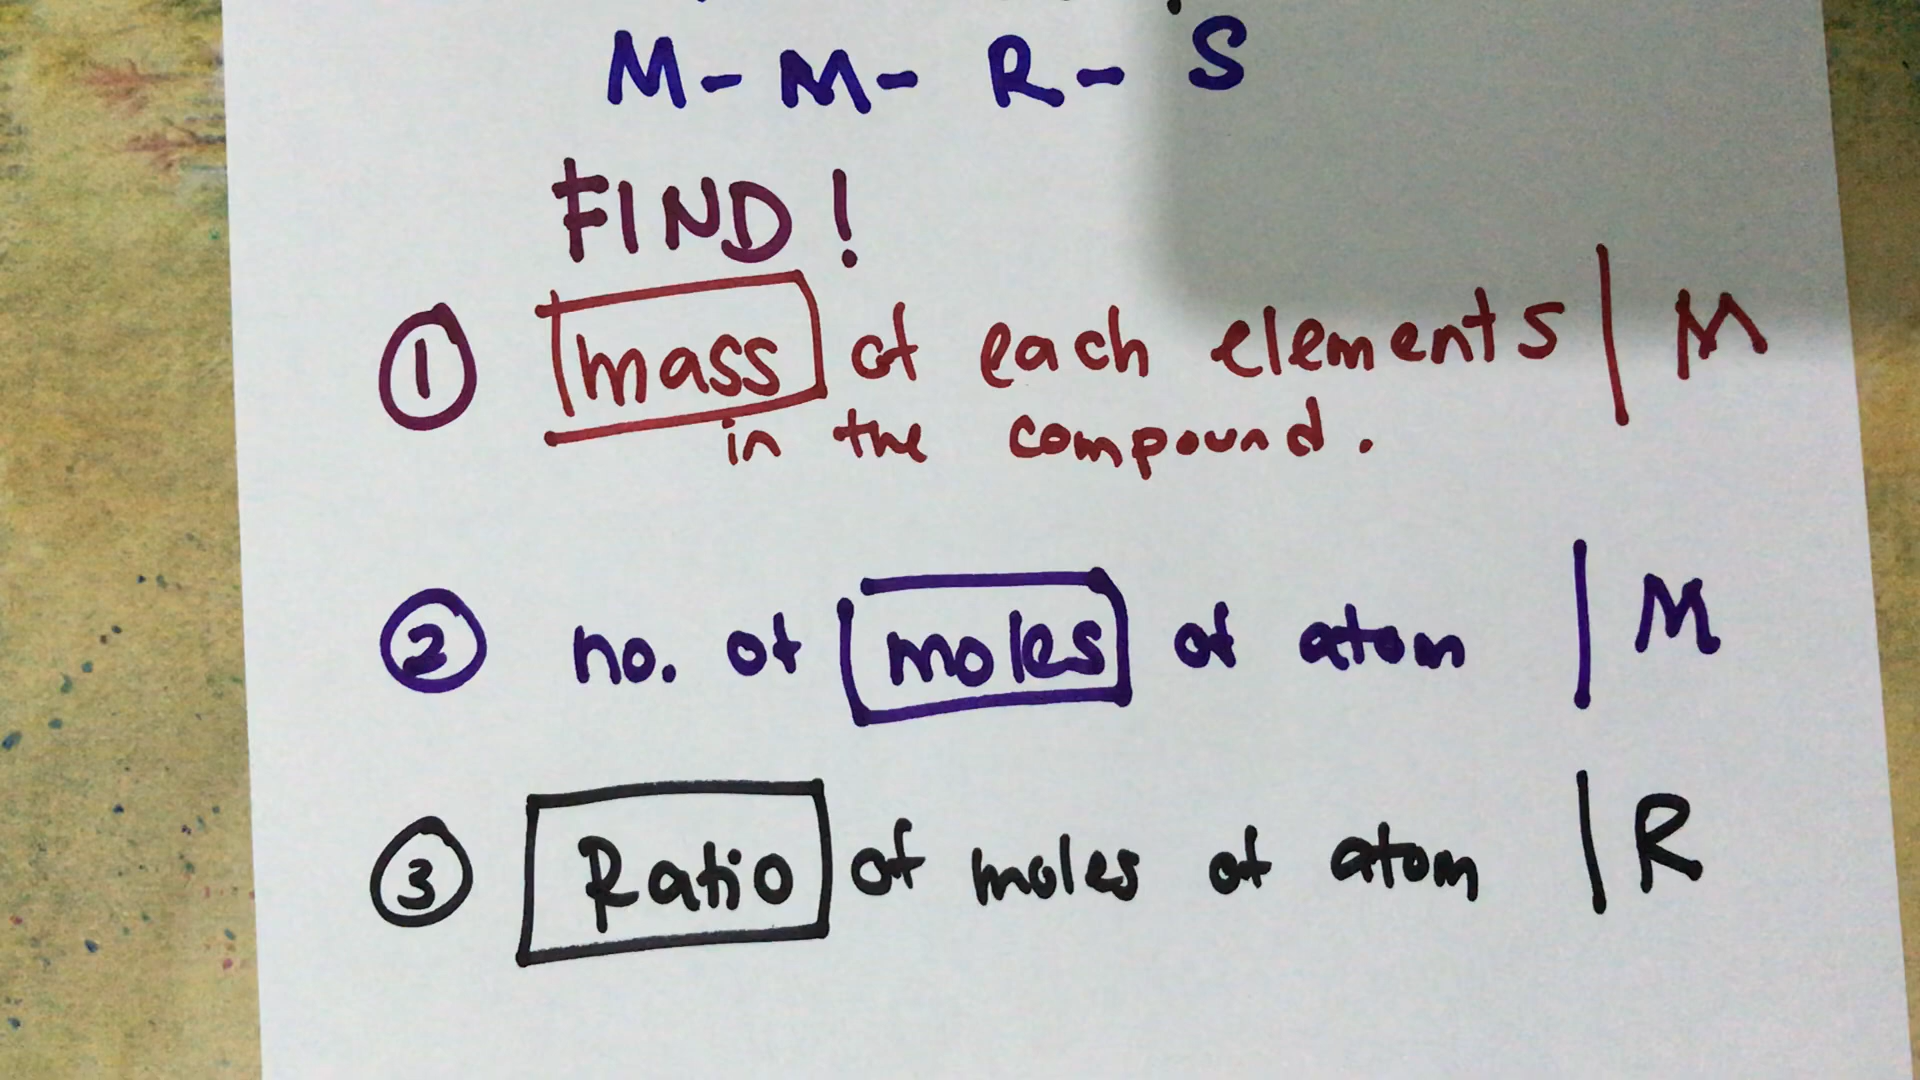 M - M - R - S
FIND!
① mass of each elements | M
in the compound.
② no. of moles of atom | M
③ Ratio of moles of atom | R